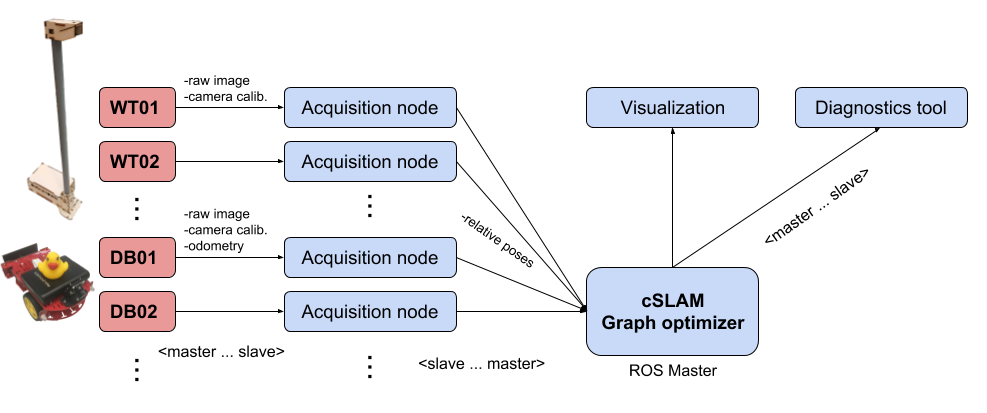 WT01
-raw image
-camera calib.
Acquisition node
Visualization
Diagnostics tool
WT02
Acquisition node
<master ... slave>
-raw image
-camera calib.
-odometry
-relative poses
DB01
Acquisition node
cSLAM
Graph optimizer
DB02
Acquisition node
<master ... slave>
<slave ... master>
ROS Master